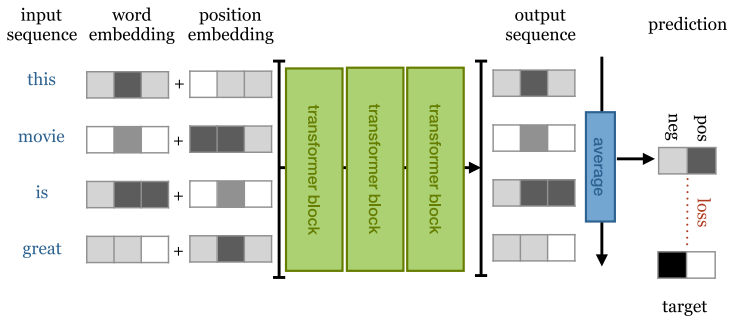 input
sequence
word
embedding
position
embedding
output
sequence
prediction
this
+
movie
+
is
+
great
+
transformer block
transformer block
transformer block
average
neg
pos
loss
target